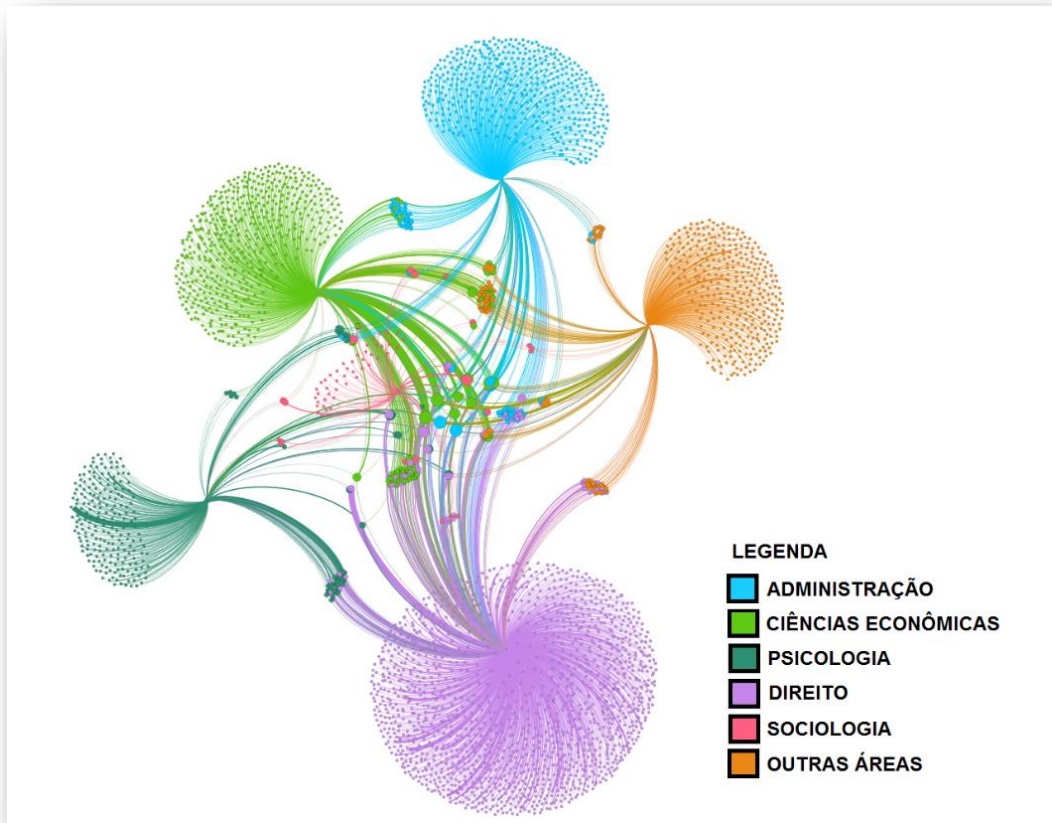 LEGENDA
ADMINISTRAÇÃO
CIÊNCIAS ECONÔMICAS
PSICOLOGIA
DIREITO
SOCIOLOGIA
OUTRAS ÁREAS